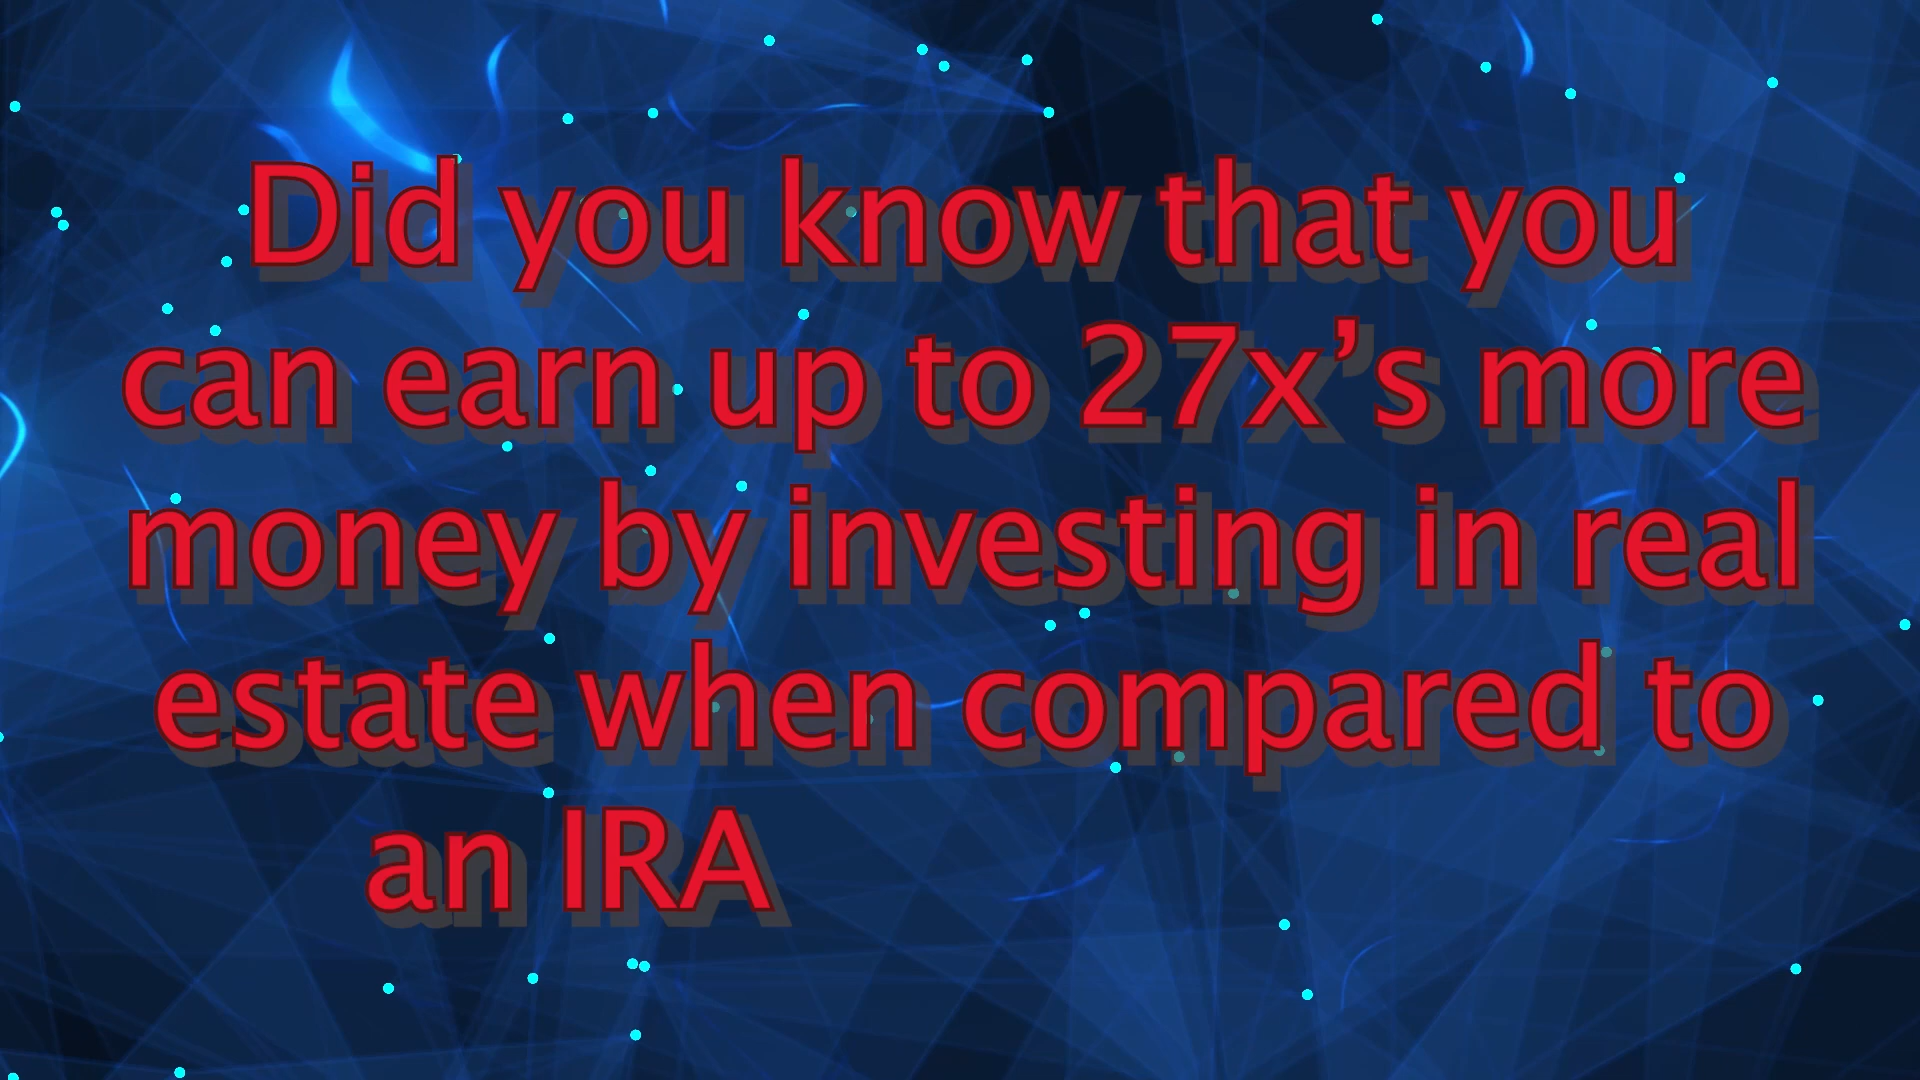 Did you know that you
can earn up to 27x’s more
money by investing in real
estate when compared to
an IRA